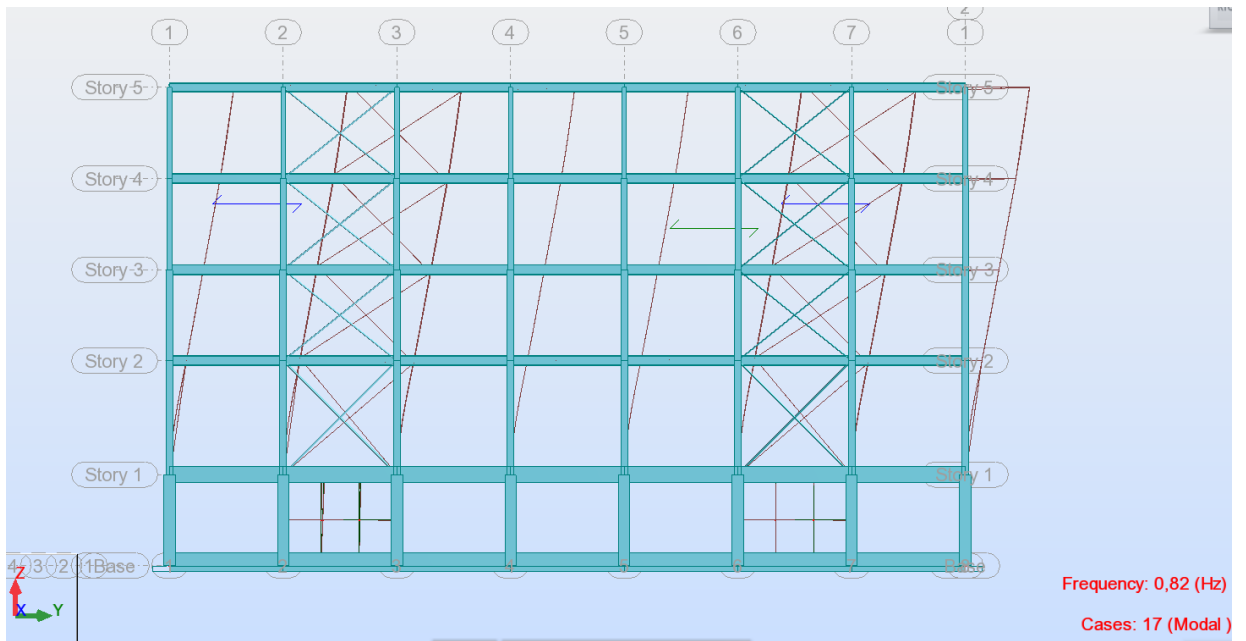 2
1 2 3 4 5 6 7 1
Story 5 Story 5
Story 4 Story 4
Story 3 Story 3
Story 2 Story 2
Story 1 Story 1
4 3 2 1 Base
Z
X Y
Frequency: 0,82 (Hz)
Cases: 17 (Modal )